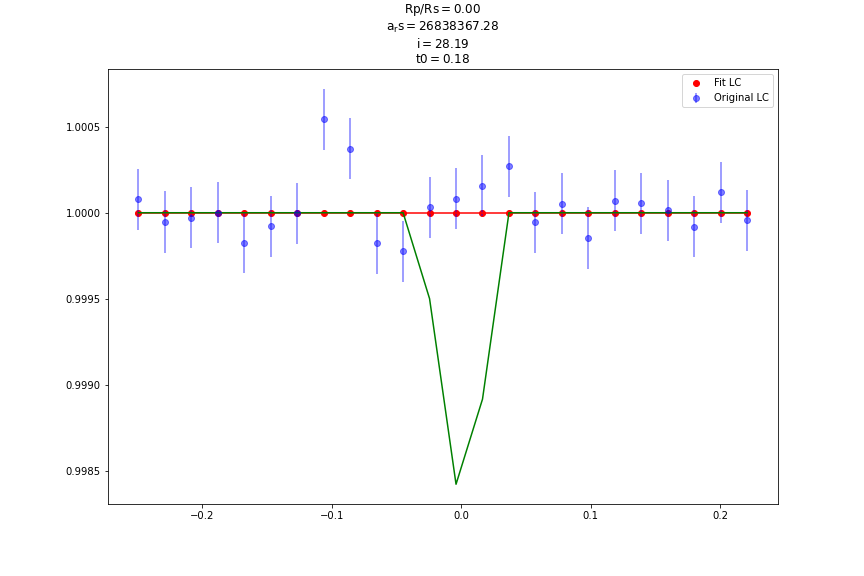 Rp/Rs = 0.00
a_rs = 26838367.28
i = 28.19
t0 = 0.18
Fit LC
Original LC
1.0005
1.0000
0.9995
0.9990
0.9985
−0.2 −0.1 0.0 0.1 0.2